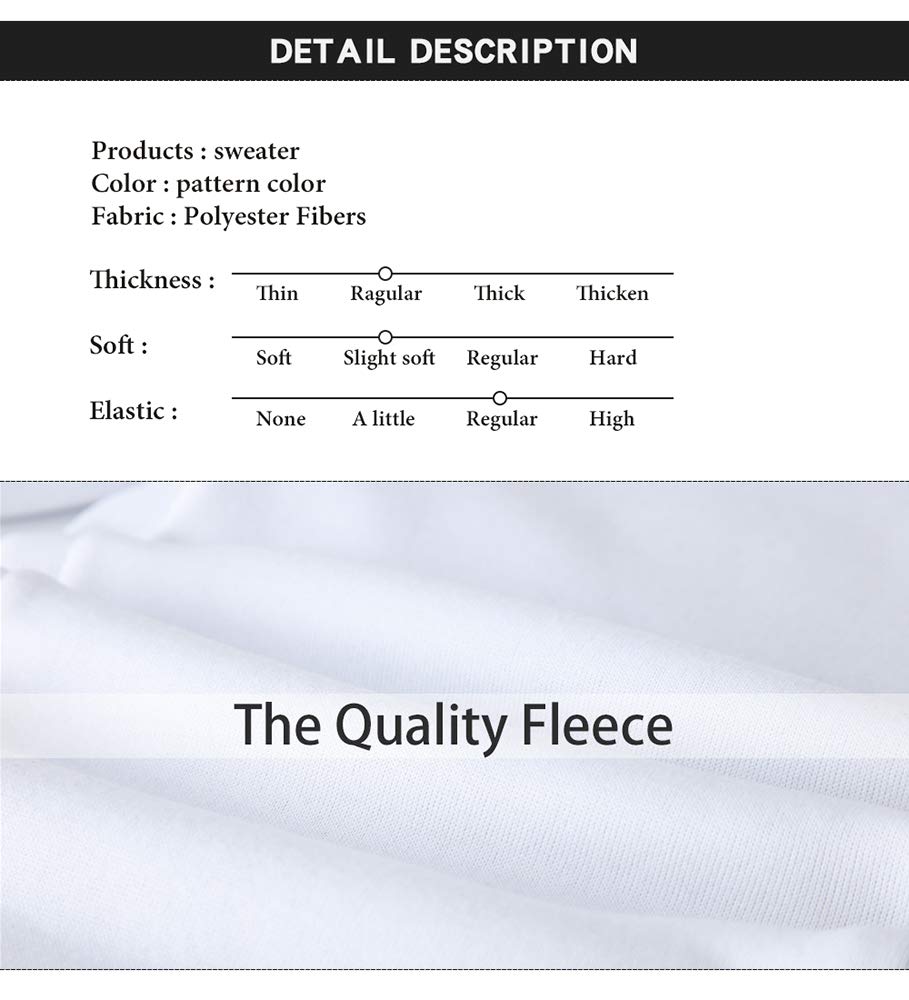 DETAIL DESCRIPTION
Products : sweater
Color : pattern color
Fabric : Polyester Fibers
Thickness :
Thin Ragular Thick Thicken
Soft :
Soft Slight soft Regular Hard
Elastic :
None A little Regular High
The Quality Fleece